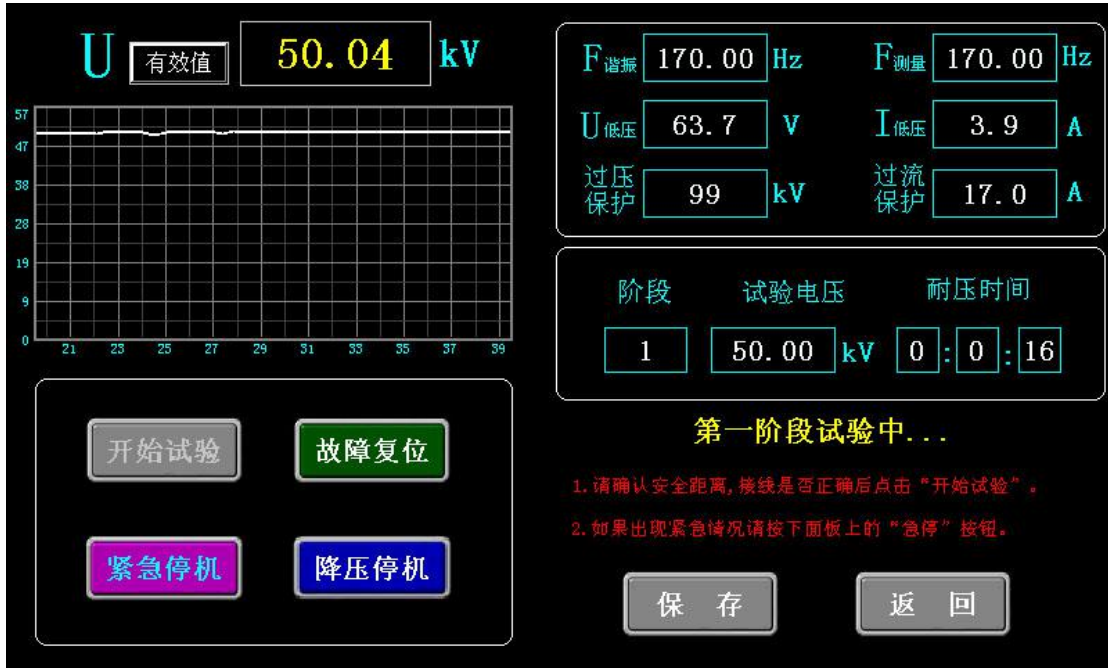 U 有效值 50.04 kV
57
47
38
28
19
9
0
21 23 25 27 29 31 33 35 37 39
F谐振 170.00 Hz F测量 170.00 Hz
U低压 63.7 V I低压 3.9 A
过压保护 99 kV 过流保护 17.0 A
阶段 试验电压 耐压时间
1 50.00 kV 0 : 0 : 16
开始试验 故障复位
紧急停机 降压停机
第一阶段试验中...
1.请确认安全距离,接线是否正确后点击“开始试验”。
2.如果出现紧急情况请按下面板上的“急停”按钮。
保 存 返 回